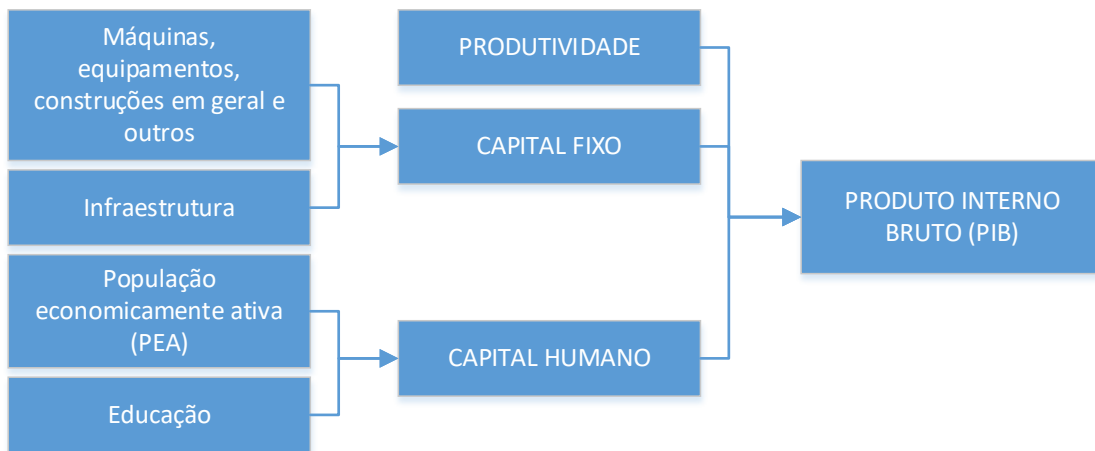 Máquinas,
equipamentos,
construções em geral e
outros
Infraestrutura
População
economicamente ativa
(PEA)
Educação
PRODUTIVIDADE
CAPITAL FIXO
CAPITAL HUMANO
PRODUTO INTERNO
BRUTO (PIB)